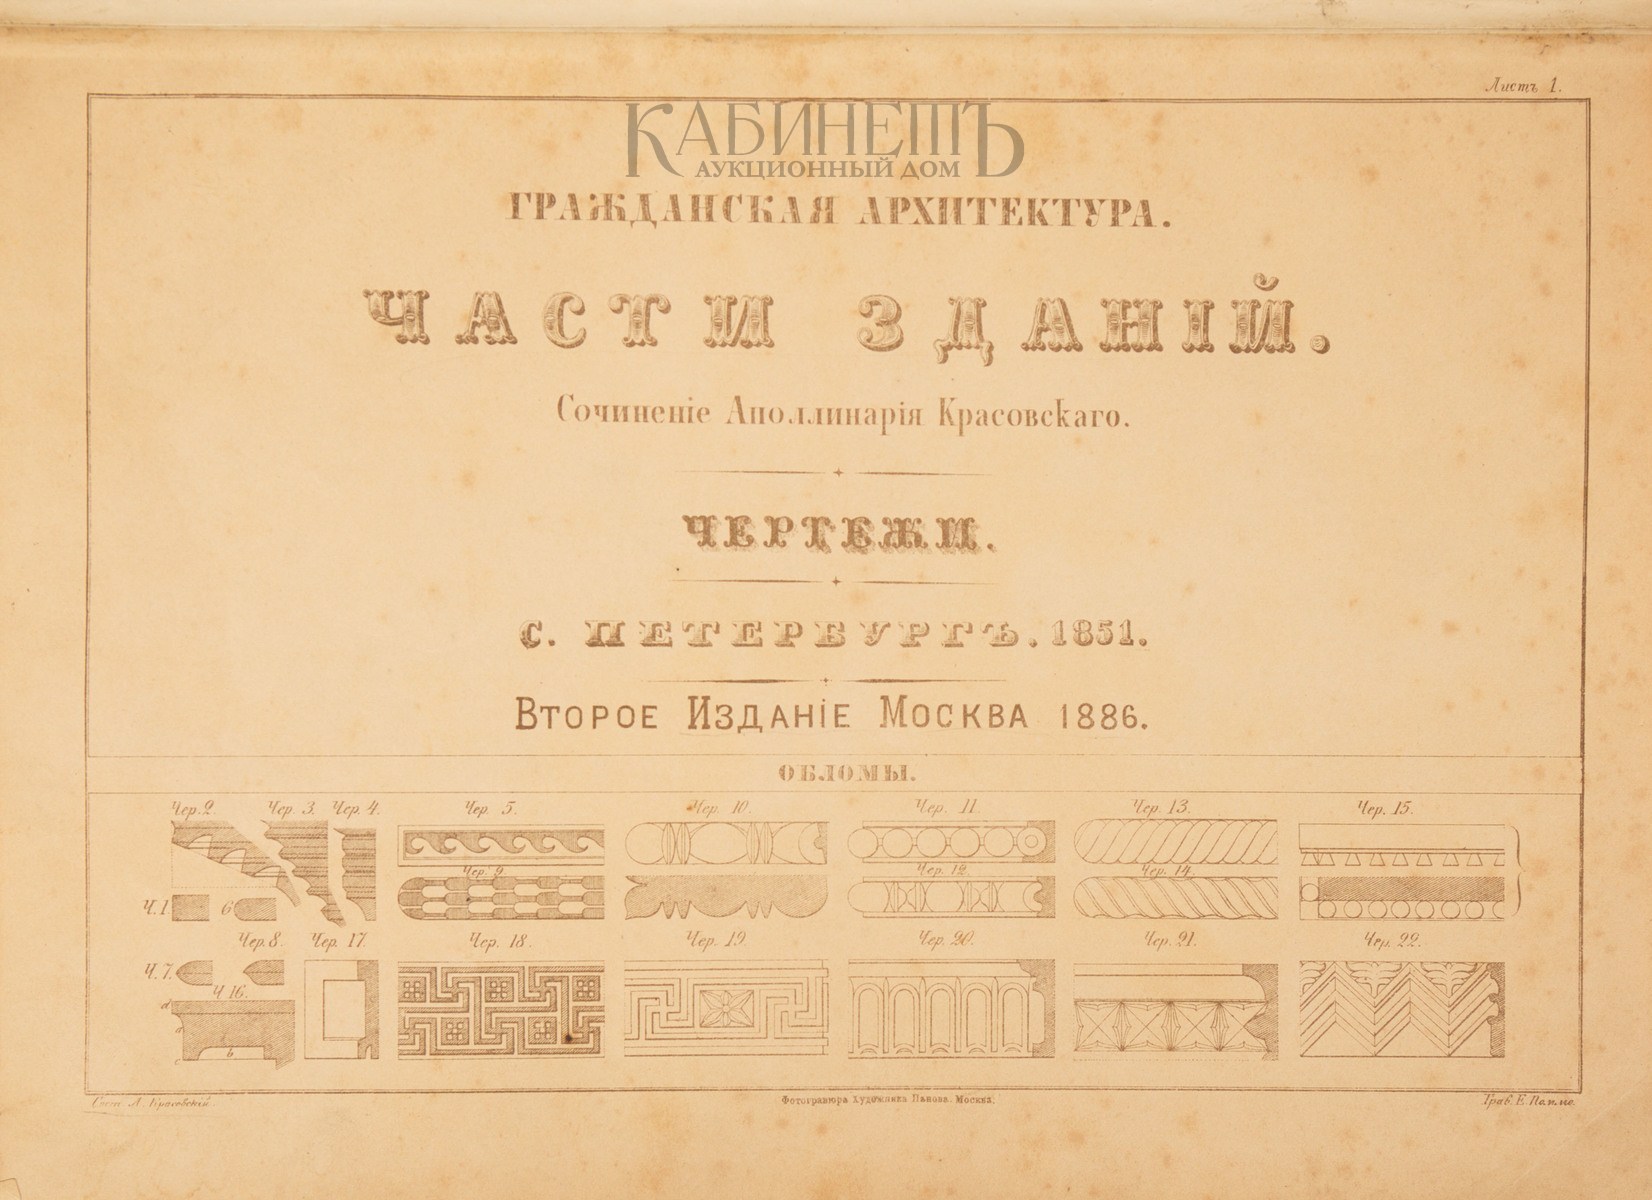 Листъ 1.
КАБИНЕТЪ
АУКЦИОННЫЙ ДОМ
ГРАЖДАНСКАЯ АРХИТЕКТУРА.
ЧАСТИ ЗДАНІЙ.
Сочиненіе Аполлинарія Красовскаго.
ЧЕРТЕЖИ.
С. ПЕТЕРБУРГЪ. 1851.
ВТОРОЕ ИЗДАНІЕ МОСКВА 1886.
ОБЛОМЫ.
Чер. 2. Чер. 3. Чер. 4. Чер. 5. Чер. 10. Чер. 11. Чер. 13. Чер. 15.
Чер. 9. Чер. 12. Чер. 14.
Ч. 1 6
Чер. 8. Чер. 17. Чер. 18. Чер. 19. Чер. 20. Чер. 21. Чер. 22.
Ч. 7.
Ч 16.
d
a
b
c
А. Красовскій. Фотогравюра Художника Панова. Москва. Грав. Е.